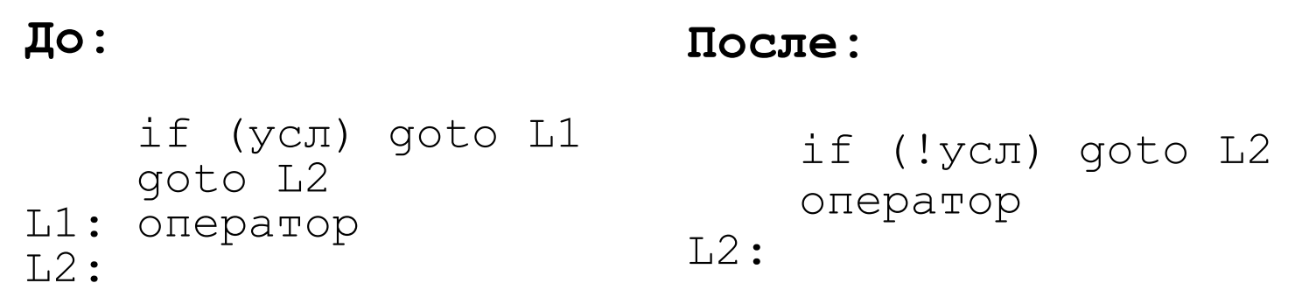 До:
if (усл) goto L1
goto L2
L1: оператор
L2:
После:
if (!усл) goto L2
оператор
L2: